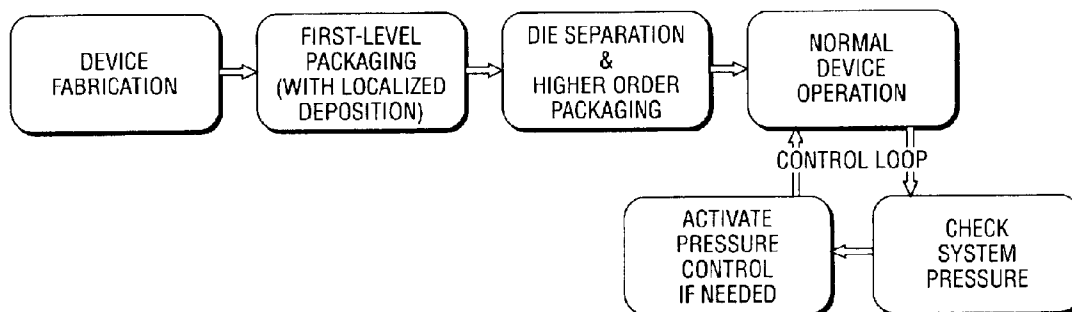 DEVICE
FABRICATION
FIRST-LEVEL
PACKAGING
(WITH LOCALIZED
DEPOSITION)
DIE SEPARATION
&
HIGHER ORDER
PACKAGING
NORMAL
DEVICE
OPERATION
CONTROL LOOP
ACTIVATE
PRESSURE
CONTROL
IF NEEDED
CHECK
SYSTEM
PRESSURE